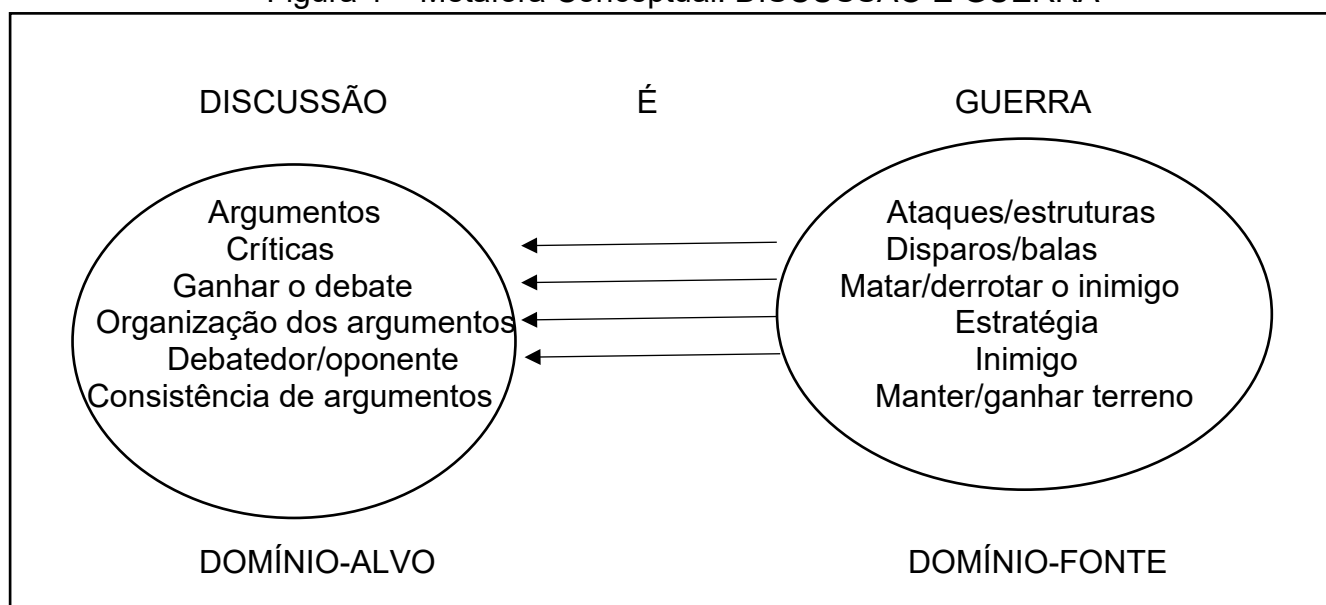 DISCUSSÃO É GUERRA
Argumentos Ataques/estruturas
Críticas Disparos/balas
Ganhar o debate Matar/derrotar o inimigo
Organização dos argumentos Estratégia
Debatedor/oponente Inimigo
Consistência de argumentos Manter/ganhar terreno
DOMÍNIO-ALVO DOMÍNIO-FONTE